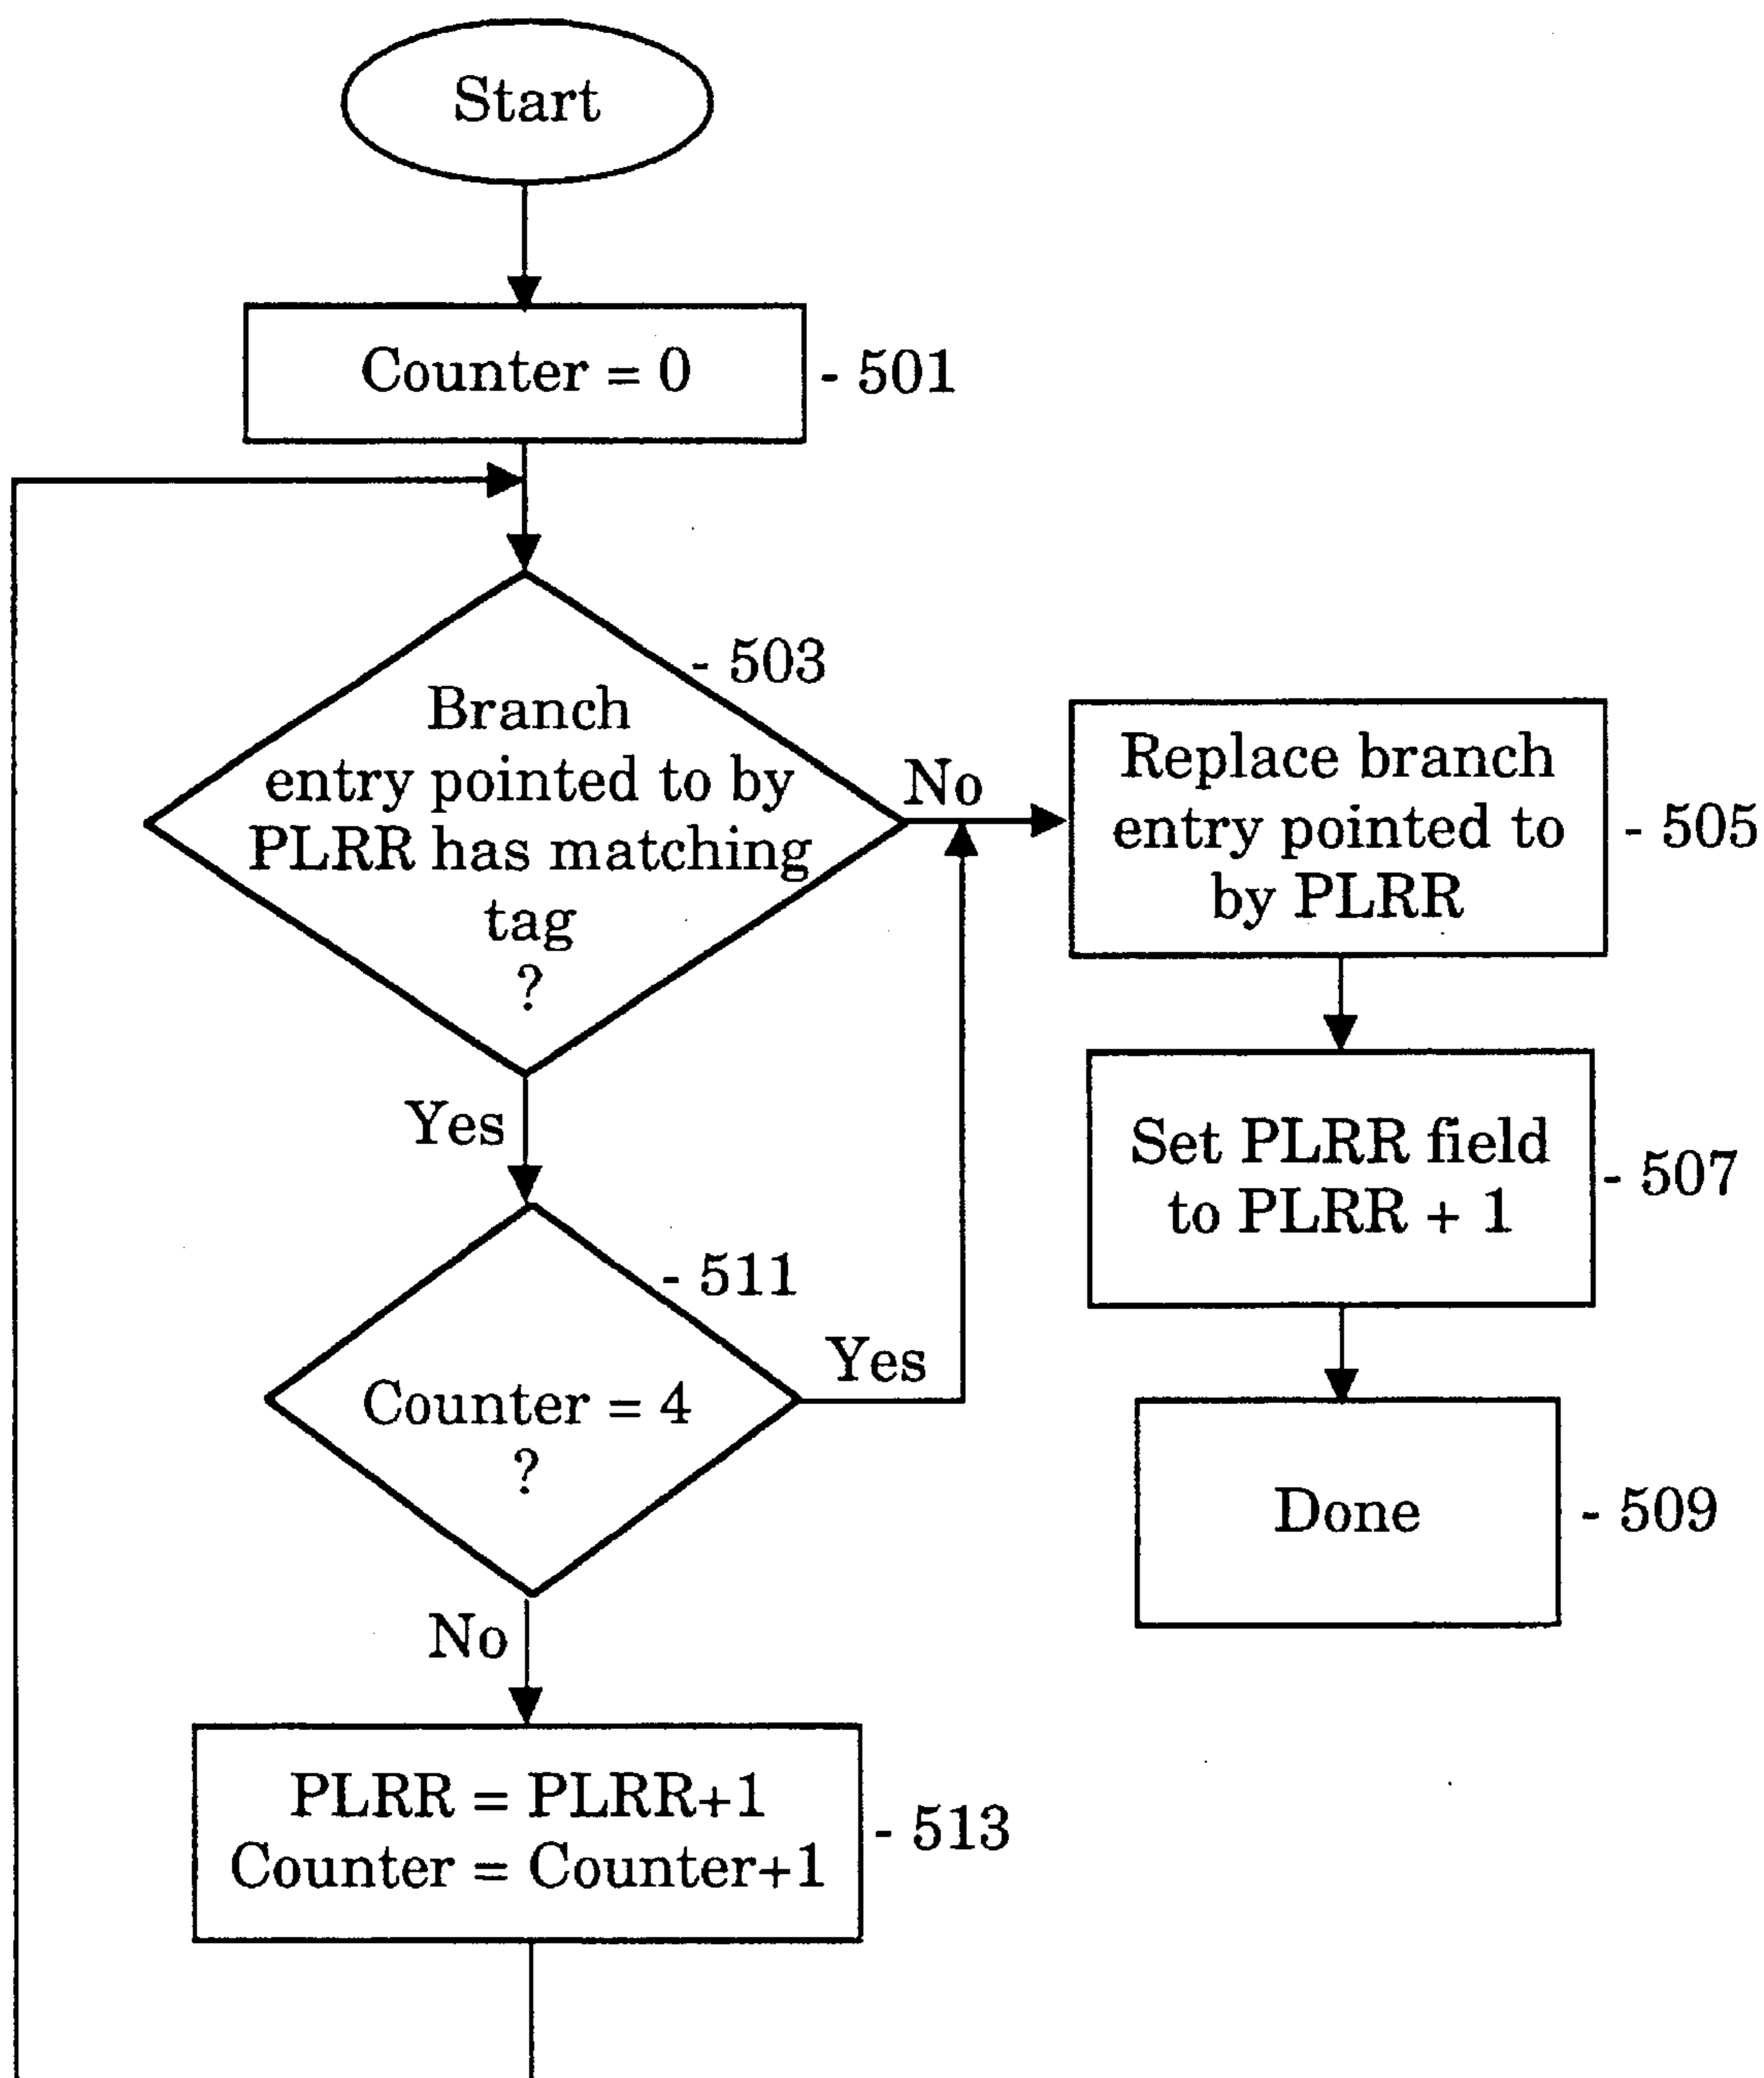 Start
Counter = 0
- 501
- 503
Branch
entry pointed to by
PLRR has matching
tag
?
No
Replace branch
entry pointed to
by PLRR
- 505
Yes
Set PLRR field
to PLRR + 1
- 507
- 511
Counter = 4
?
Yes
Done
- 509
No
PLRR = PLRR+1
Counter = Counter+1
- 513